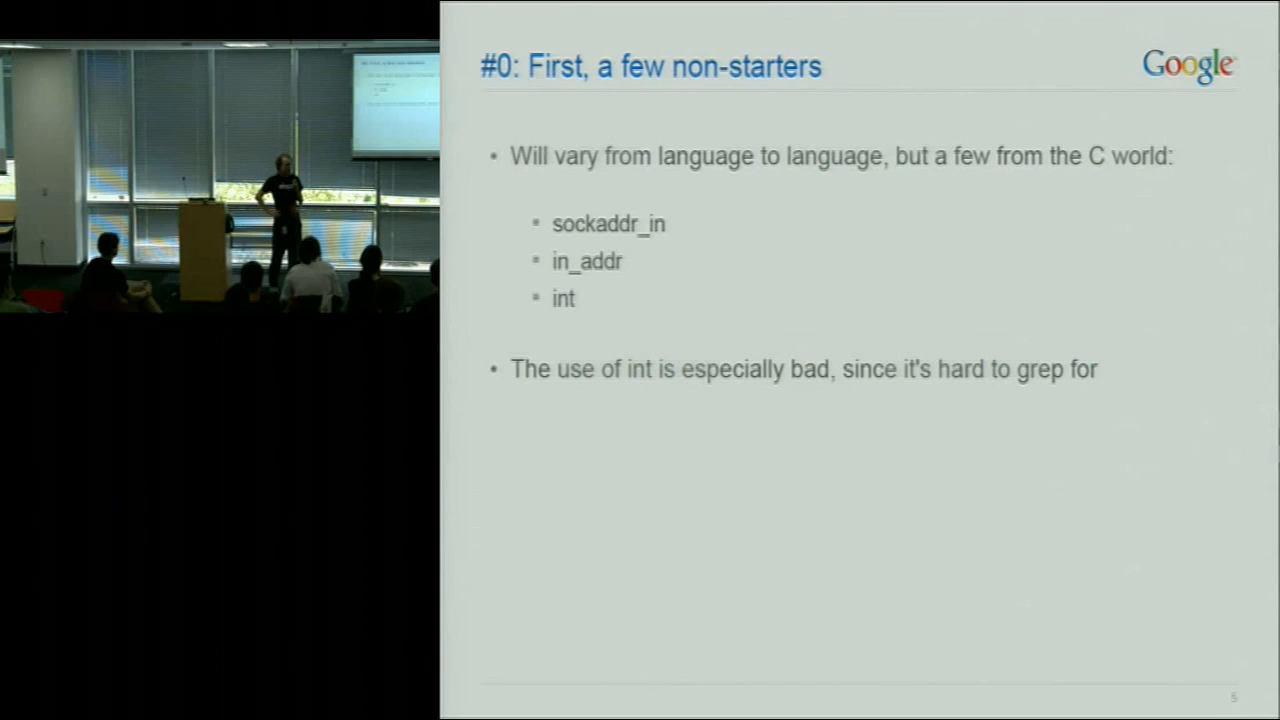 #0: First, a few non-starters
Google
• Will vary from language to language, but a few from the C world:
▪ sockaddr_in
▪ in_addr
▪ int
• The use of int is especially bad, since it's hard to grep for
5